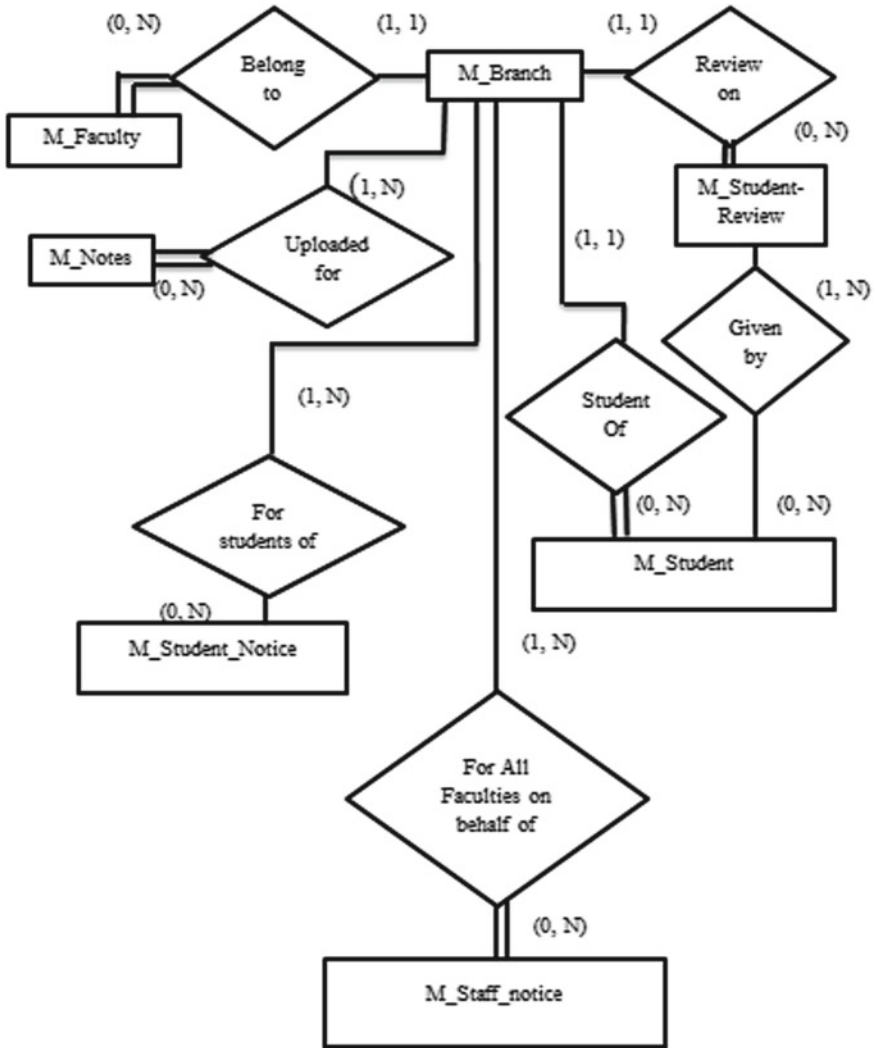 (0, N)
(1, 1)
(1, 1)
Belong
to
M_Branch
Review
on
M_Faculty
(0, N)
(1, N)
M_Student-
Review
Uploaded
for
M_Notes
(0, N)
(1, 1)
(1, N)
Given
by
(1, N)
Student
Of
For
students of
(0, N)
(0, N)
M_Student
(0, N)
M_Student_Notice
(1, N)
For All
Faculties on
behalf of
(0, N)
M_Staff_notice